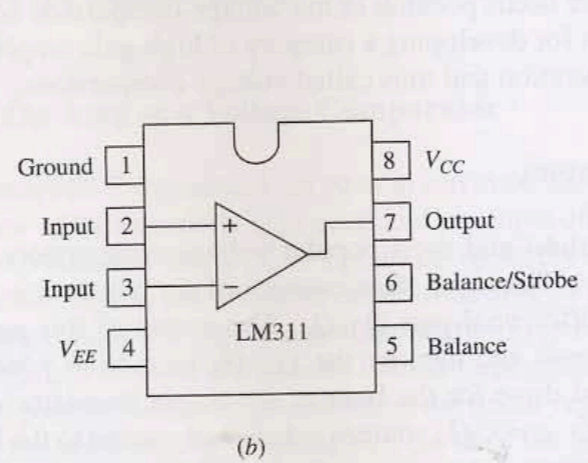 Ground 1
8 V_CC
Input 2 +
7 Output
Input 3 −
6 Balance/Strobe
LM311
V_EE 4
5 Balance
(b)